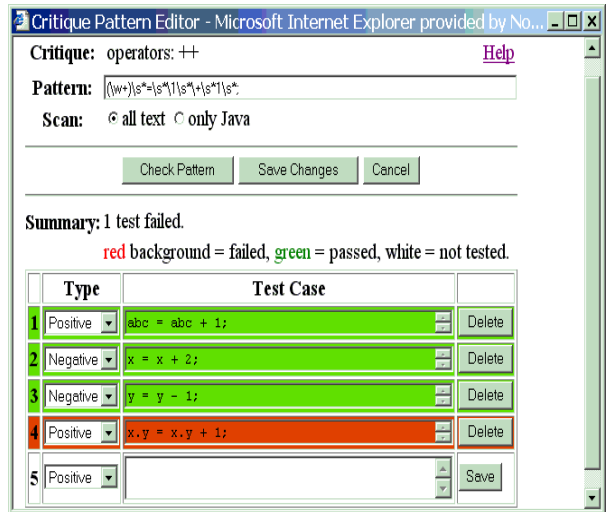 Critique Pattern Editor - Microsoft Internet Explorer provided by No...
Critique: operators: ++ Help
Pattern: (\w+)\s*=\s*\1\s*\+\s*1\s*;
Scan: all text only Java
Check Pattern Save Changes Cancel
Summary: 1 test failed.
red background = failed, green = passed, white = not tested.
Type Test Case
1 Positive abc = abc + 1; Delete
2 Negative x = x + 2; Delete
3 Negative y = y - 1; Delete
4 Positive x.y = x.y + 1; Delete
5 Positive Save